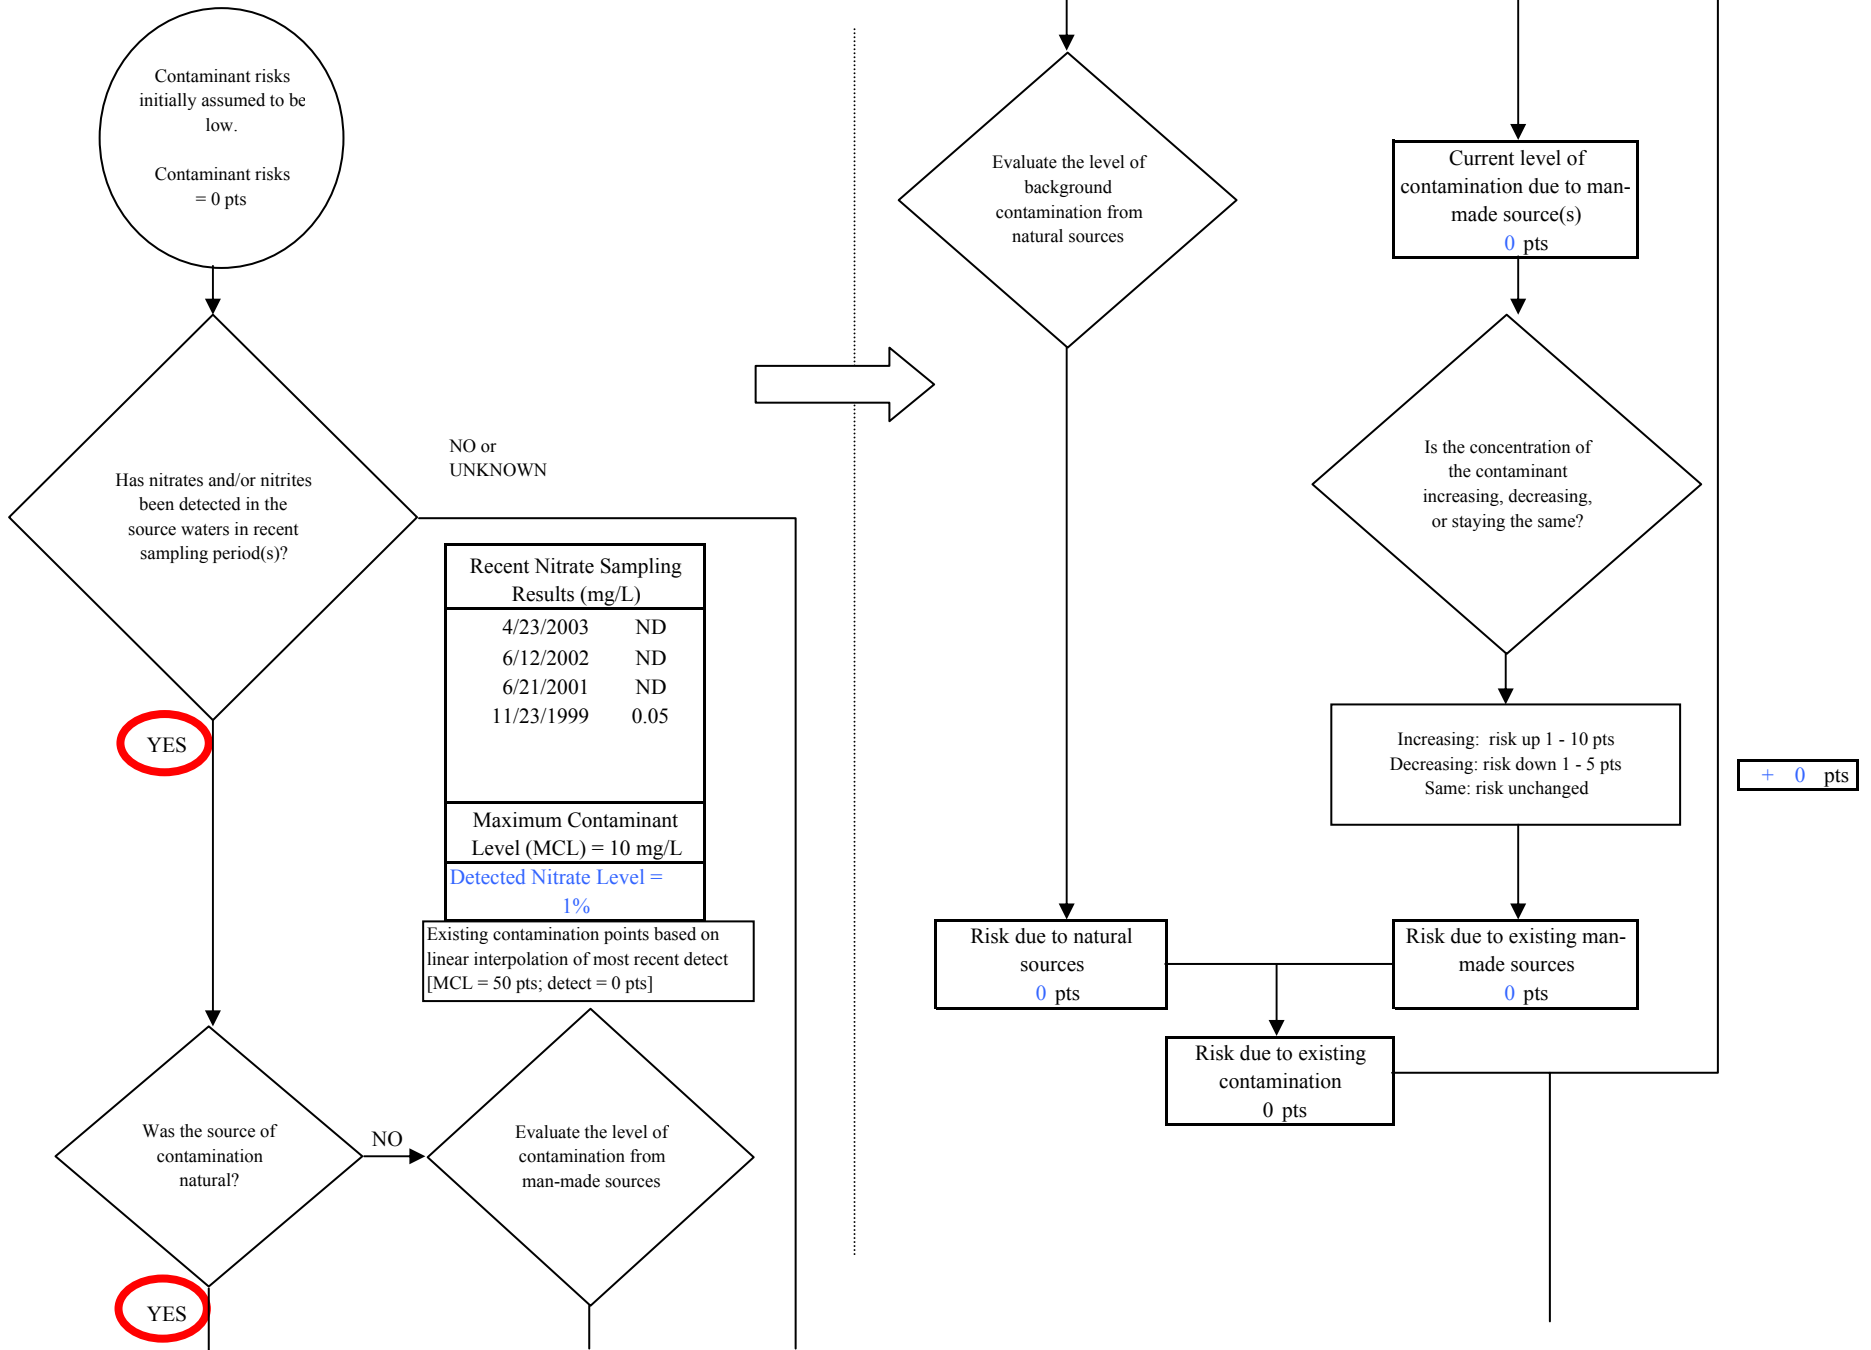 Contaminant risks
initially assumed to be
low.
Contaminant risks
= 0 pts
Has nitrates and/or nitrites
been detected in the
source waters in recent
sampling period(s)?
NO or
UNKNOWN
YES
Recent Nitrate Sampling
Results (mg/L)
4/23/2003 ND
6/12/2002 ND
6/21/2001 ND
11/23/1999 0.05
Maximum Contaminant
Level (MCL) = 10 mg/L
Detected Nitrate Level =
1%
Existing contamination points based on
linear interpolation of most recent detect
[MCL = 50 pts; detect = 0 pts]
Was the source of
contamination
natural?
NO
YES
Evaluate the level of
contamination from
man-made sources
Evaluate the level of
background
contamination from
natural sources
Current level of
contamination due to man-
made source(s)
0 pts
Is the concentration of
the contaminant
increasing, decreasing,
or staying the same?
Increasing: risk up 1 - 10 pts
Decreasing: risk down 1 - 5 pts
Same: risk unchanged
+ 0 pts
Risk due to natural
sources
0 pts
Risk due to existing man-
made sources
0 pts
Risk due to existing
contamination
0 pts